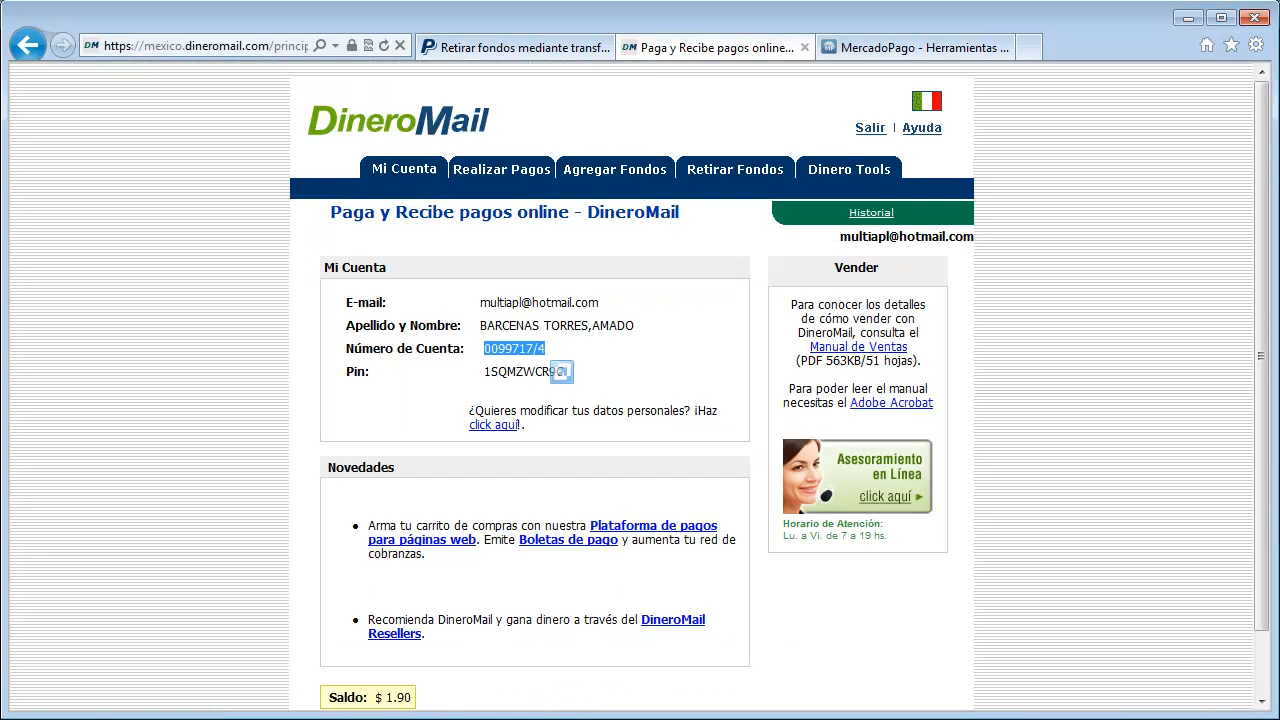 https://mexico.dineromail.com/princip
Retirar fondos mediante transf...
Paga y Recibe pagos online...
MercadoPago - Herramientas ...
DineroMail
Salir | Ayuda
Mi Cuenta
Realizar Pagos
Agregar Fondos
Retirar Fondos
Dinero Tools
Paga y Recibe pagos online - DineroMail
Historial
multiapl@hotmail.com
Mi Cuenta
E-mail: multiapl@hotmail.com
Apellido y Nombre: BARCENAS TORRES,AMADO
Número de Cuenta: 0099717/4
Pin: 1SQMZWCR
¿Quieres modificar tus datos personales? ¡Haz
click aquí!.
Vender
Para conocer los detalles
de cómo vender con
DineroMail, consulta el
Manual de Ventas
(PDF 563KB/51 hojas).
Para poder leer el manual
necesitas el Adobe Acrobat
Asesoramiento
en Línea
click aquí
Horario de Atención:
Lu. a Vi. de 7 a 19 hs.
Novedades
• Arma tu carrito de compras con nuestra Plataforma de pagos
para páginas web. Emite Boletas de pago y aumenta tu red de
cobranzas.
• Recomienda DineroMail y gana dinero a través del DineroMail
Resellers.
Saldo: $ 1.90